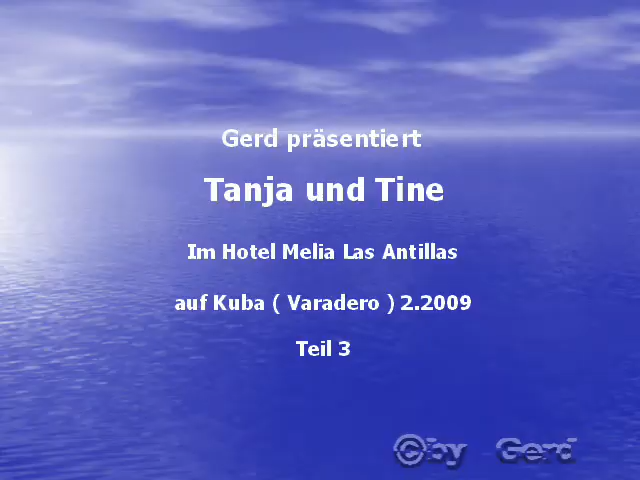 Gerd präsentiert
Tanja und Tine
Im Hotel Melia Las Antillas
auf Kuba ( Varadero ) 2.2009
Teil 3
©by Gerd